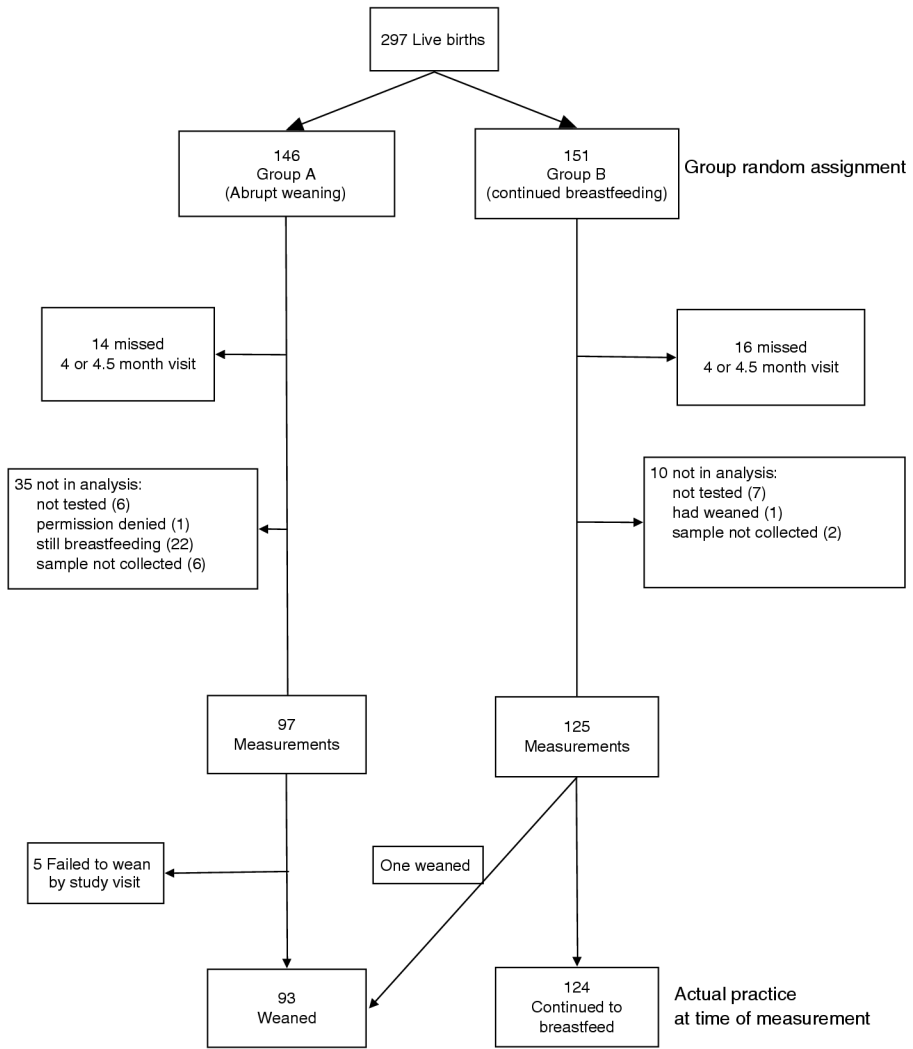 297 Live births
146
Group A
(Abrupt weaning)
151
Group B
(continued breastfeeding)
Group random assignment
14 missed
4 or 4.5 month visit
16 missed
4 or 4.5 month visit
35 not in analysis:
not tested (6)
permission denied (1)
still breastfeeding (22)
sample not collected (6)
10 not in analysis:
not tested (7)
had weaned (1)
sample not collected (2)
97
Measurements
125
Measurements
5 Failed to wean
by study visit
One weaned
93
Weaned
124
Continued to
breastfeed
Actual practice
at time of measurement